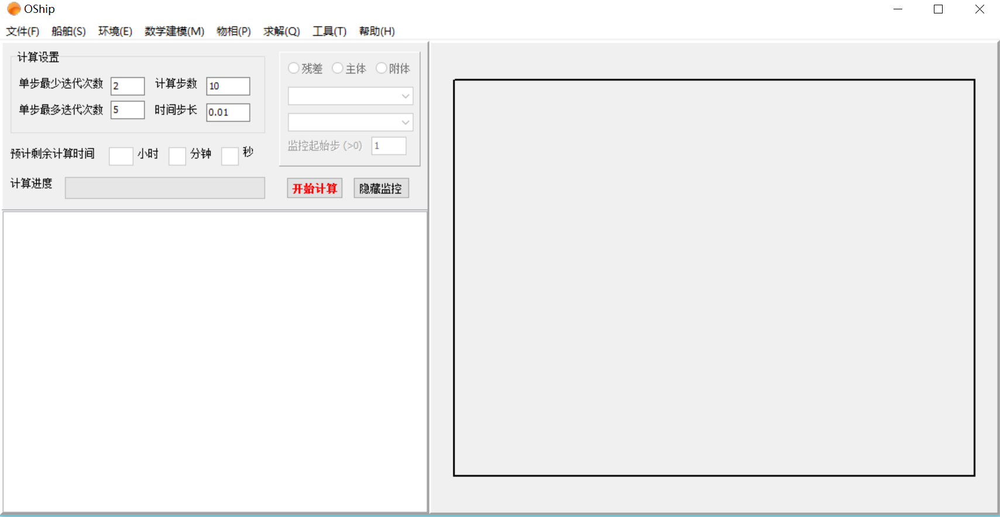 OShip
文件(F) 船舶(S) 环境(E) 数学建模(M) 物相(P) 求解(Q) 工具(T) 帮助(H)
计算设置
单步最少迭代次数 2 计算步数 10
单步最多迭代次数 5 时间步长 0.01
预计剩余计算时间 小时 分钟 秒
计算进度
残差 主体 附体
监控起始步 (>0) 1
开始计算 隐藏监控